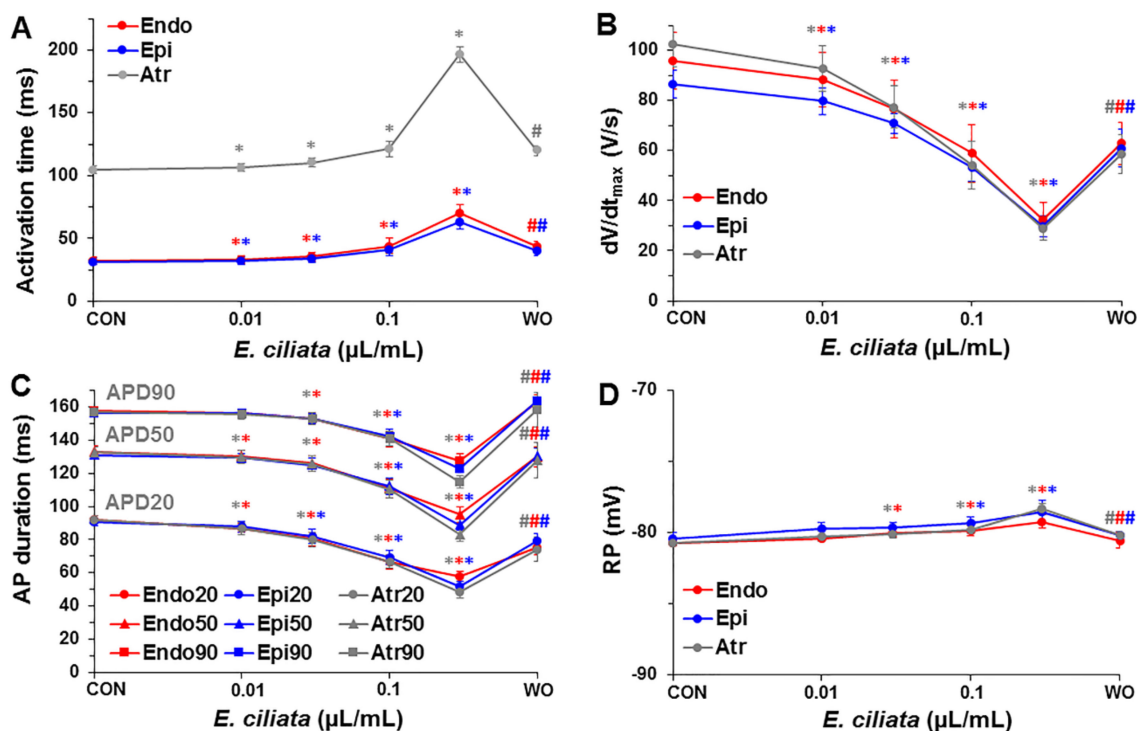 A
Activation time (ms)
200
150
100
50
0
Endo
Epi
Atr
*
*
*
*
#
**
**
**
**
##
CON
0.01
0.1
WO
E. ciliata (µL/mL)
B
dV/dtmax (V/s)
100
80
60
40
20
0
***
***
***
***
###
Endo
Epi
Atr
CON
0.01
0.1
WO
E. ciliata (µL/mL)
C
AP duration (ms)
160
140
120
100
80
60
40
20
0
APD90
**
***
***
###
APD50
**
**
***
***
###
APD20
**
***
***
***
###
Endo20 Epi20 Atr20
Endo50 Epi50 Atr50
Endo90 Epi90 Atr90
CON
0.01
0.1
WO
E. ciliata (µL/mL)
D
RP (mV)
-70
-80
-90
**
***
***
###
Endo
Epi
Atr
CON
0.01
0.1
WO
E. ciliata (µL/mL)